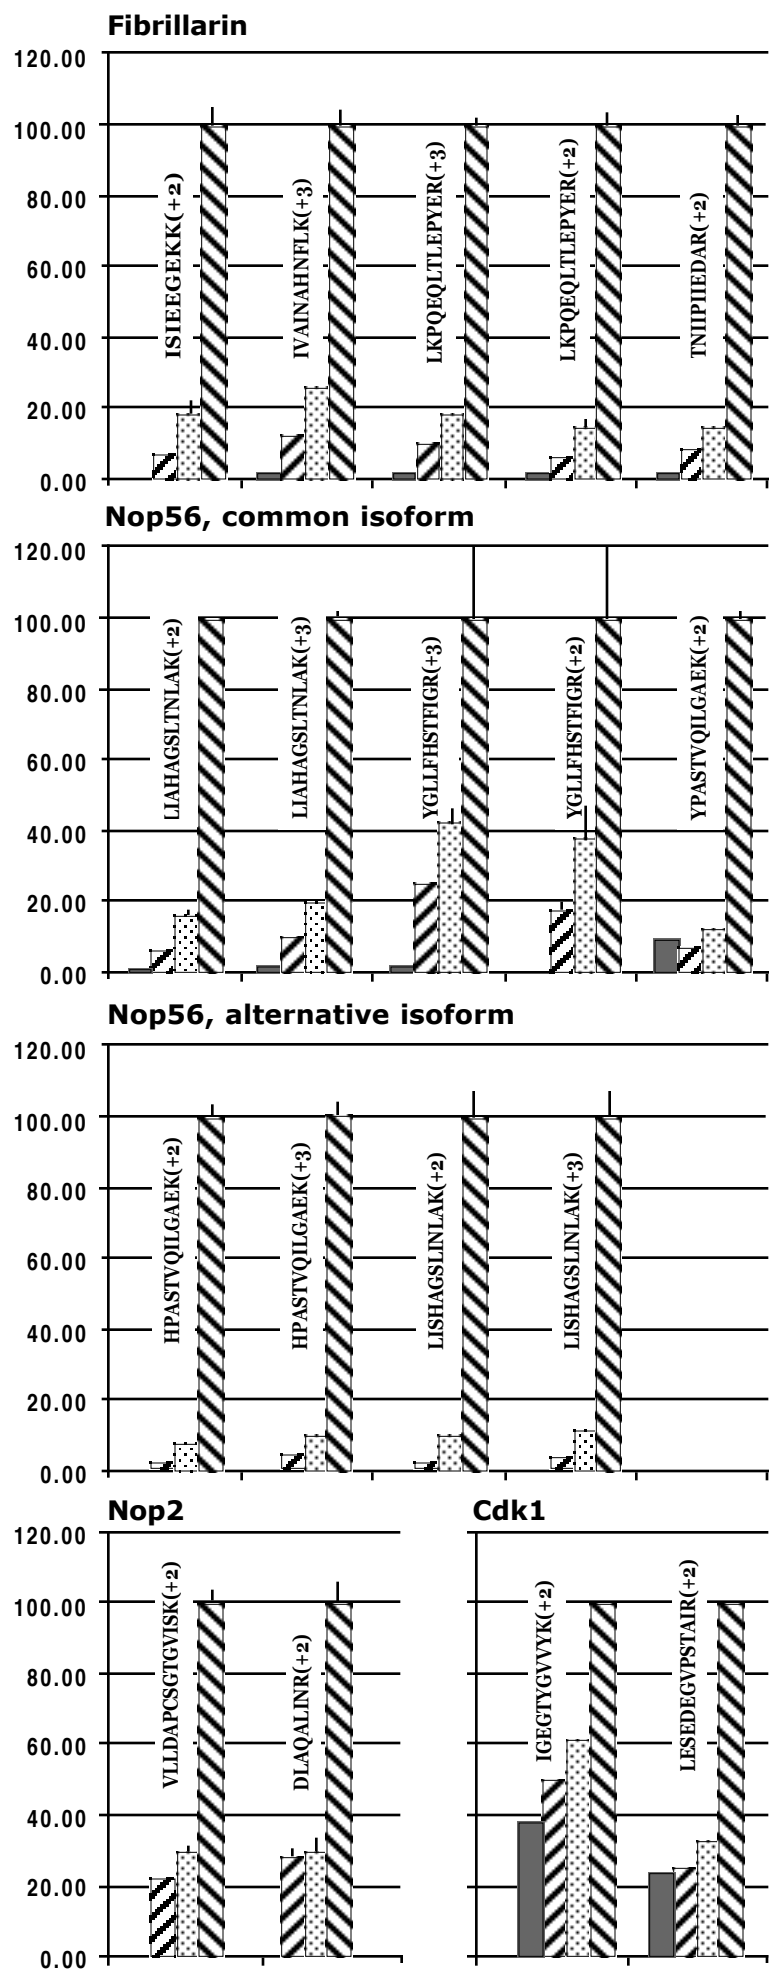 Fibrillarin
120.00
100.00
80.00
60.00
40.00
20.00
0.00
ISIEEGEKK(+2)
IVAINAHNFLK(+3)
LKPQEQLTLEPYER(+3)
LKPQEQLTLEPYER(+2)
TNIIPIIEDAR(+2)
Nop56, common isoform
120.00
100.00
80.00
60.00
40.00
20.00
0.00
LIAHAGSLTNLAK(+2)
LIAHAGSLTNLAK(+3)
YGLLFHSTFIGR(+3)
YGLLFHSTFIGR(+2)
YPASTVQILGAEK(+2)
Nop56, alternative isoform
120.00
100.00
80.00
60.00
40.00
20.00
0.00
HPASTVQILGAEK(+2)
HPASTVQILGAEK(+3)
LISHAGSLINLAK(+2)
LISHAGSLINLAK(+3)
Nop2
120.00
100.00
80.00
60.00
40.00
20.00
0.00
VLLDAPCSGTGVISK(+2)
DLAQALINR(+2)
Cdk1
IGEGTYGVVYK(+2)
LESEDEGVPSTAIR(+2)